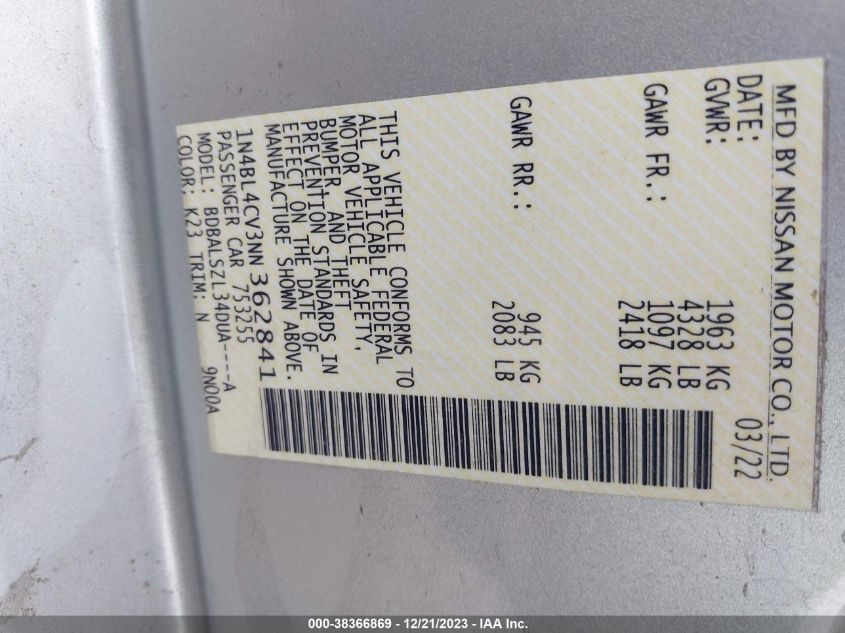 MFD BY NISSAN MOTOR CO., LTD.
DATE: 03/22
GVWR: 1963 KG
4328 LB
GAWR FR.: 1097 KG
2418 LB
GAWR RR.: 945 KG
2083 LB
THIS VEHICLE CONFORMS TO
ALL APPLICABLE FEDERAL
MOTOR VEHICLE SAFETY,
BUMPER, AND THEFT
PREVENTION STANDARDS IN
EFFECT ON THE DATE OF
MANUFACTURE SHOWN ABOVE.
1N4BL4CV3NN362841
PASSENGER CAR 753255
MODEL: BDBALSZL34DUA----A
COLOR: K23 TRIM: N 9N00A
000-38366869 - 12/21/2023 - IAA Inc.